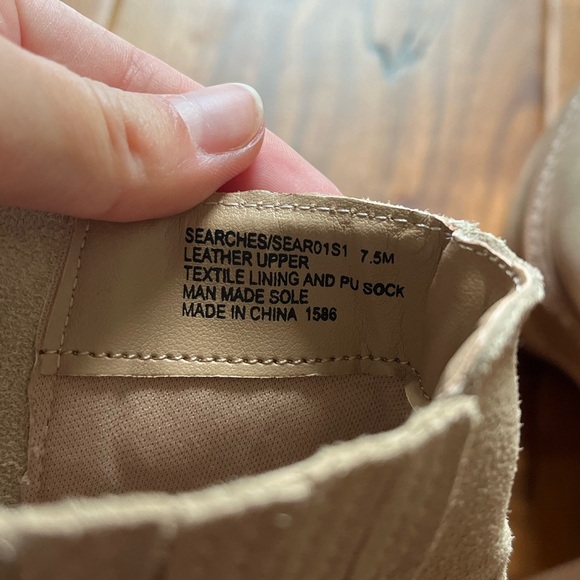 SEARCHES/SEAR01S1 7.5M
LEATHER UPPER
TEXTILE LINING AND PU SOCK
MAN MADE SOLE
MADE IN CHINA 1586